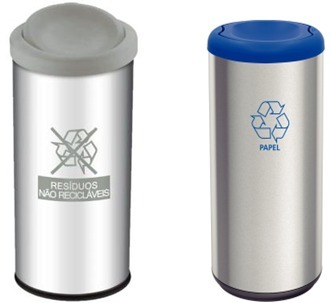 RESÍDUOS
NÃO RECICLÁVEIS
PAPEL